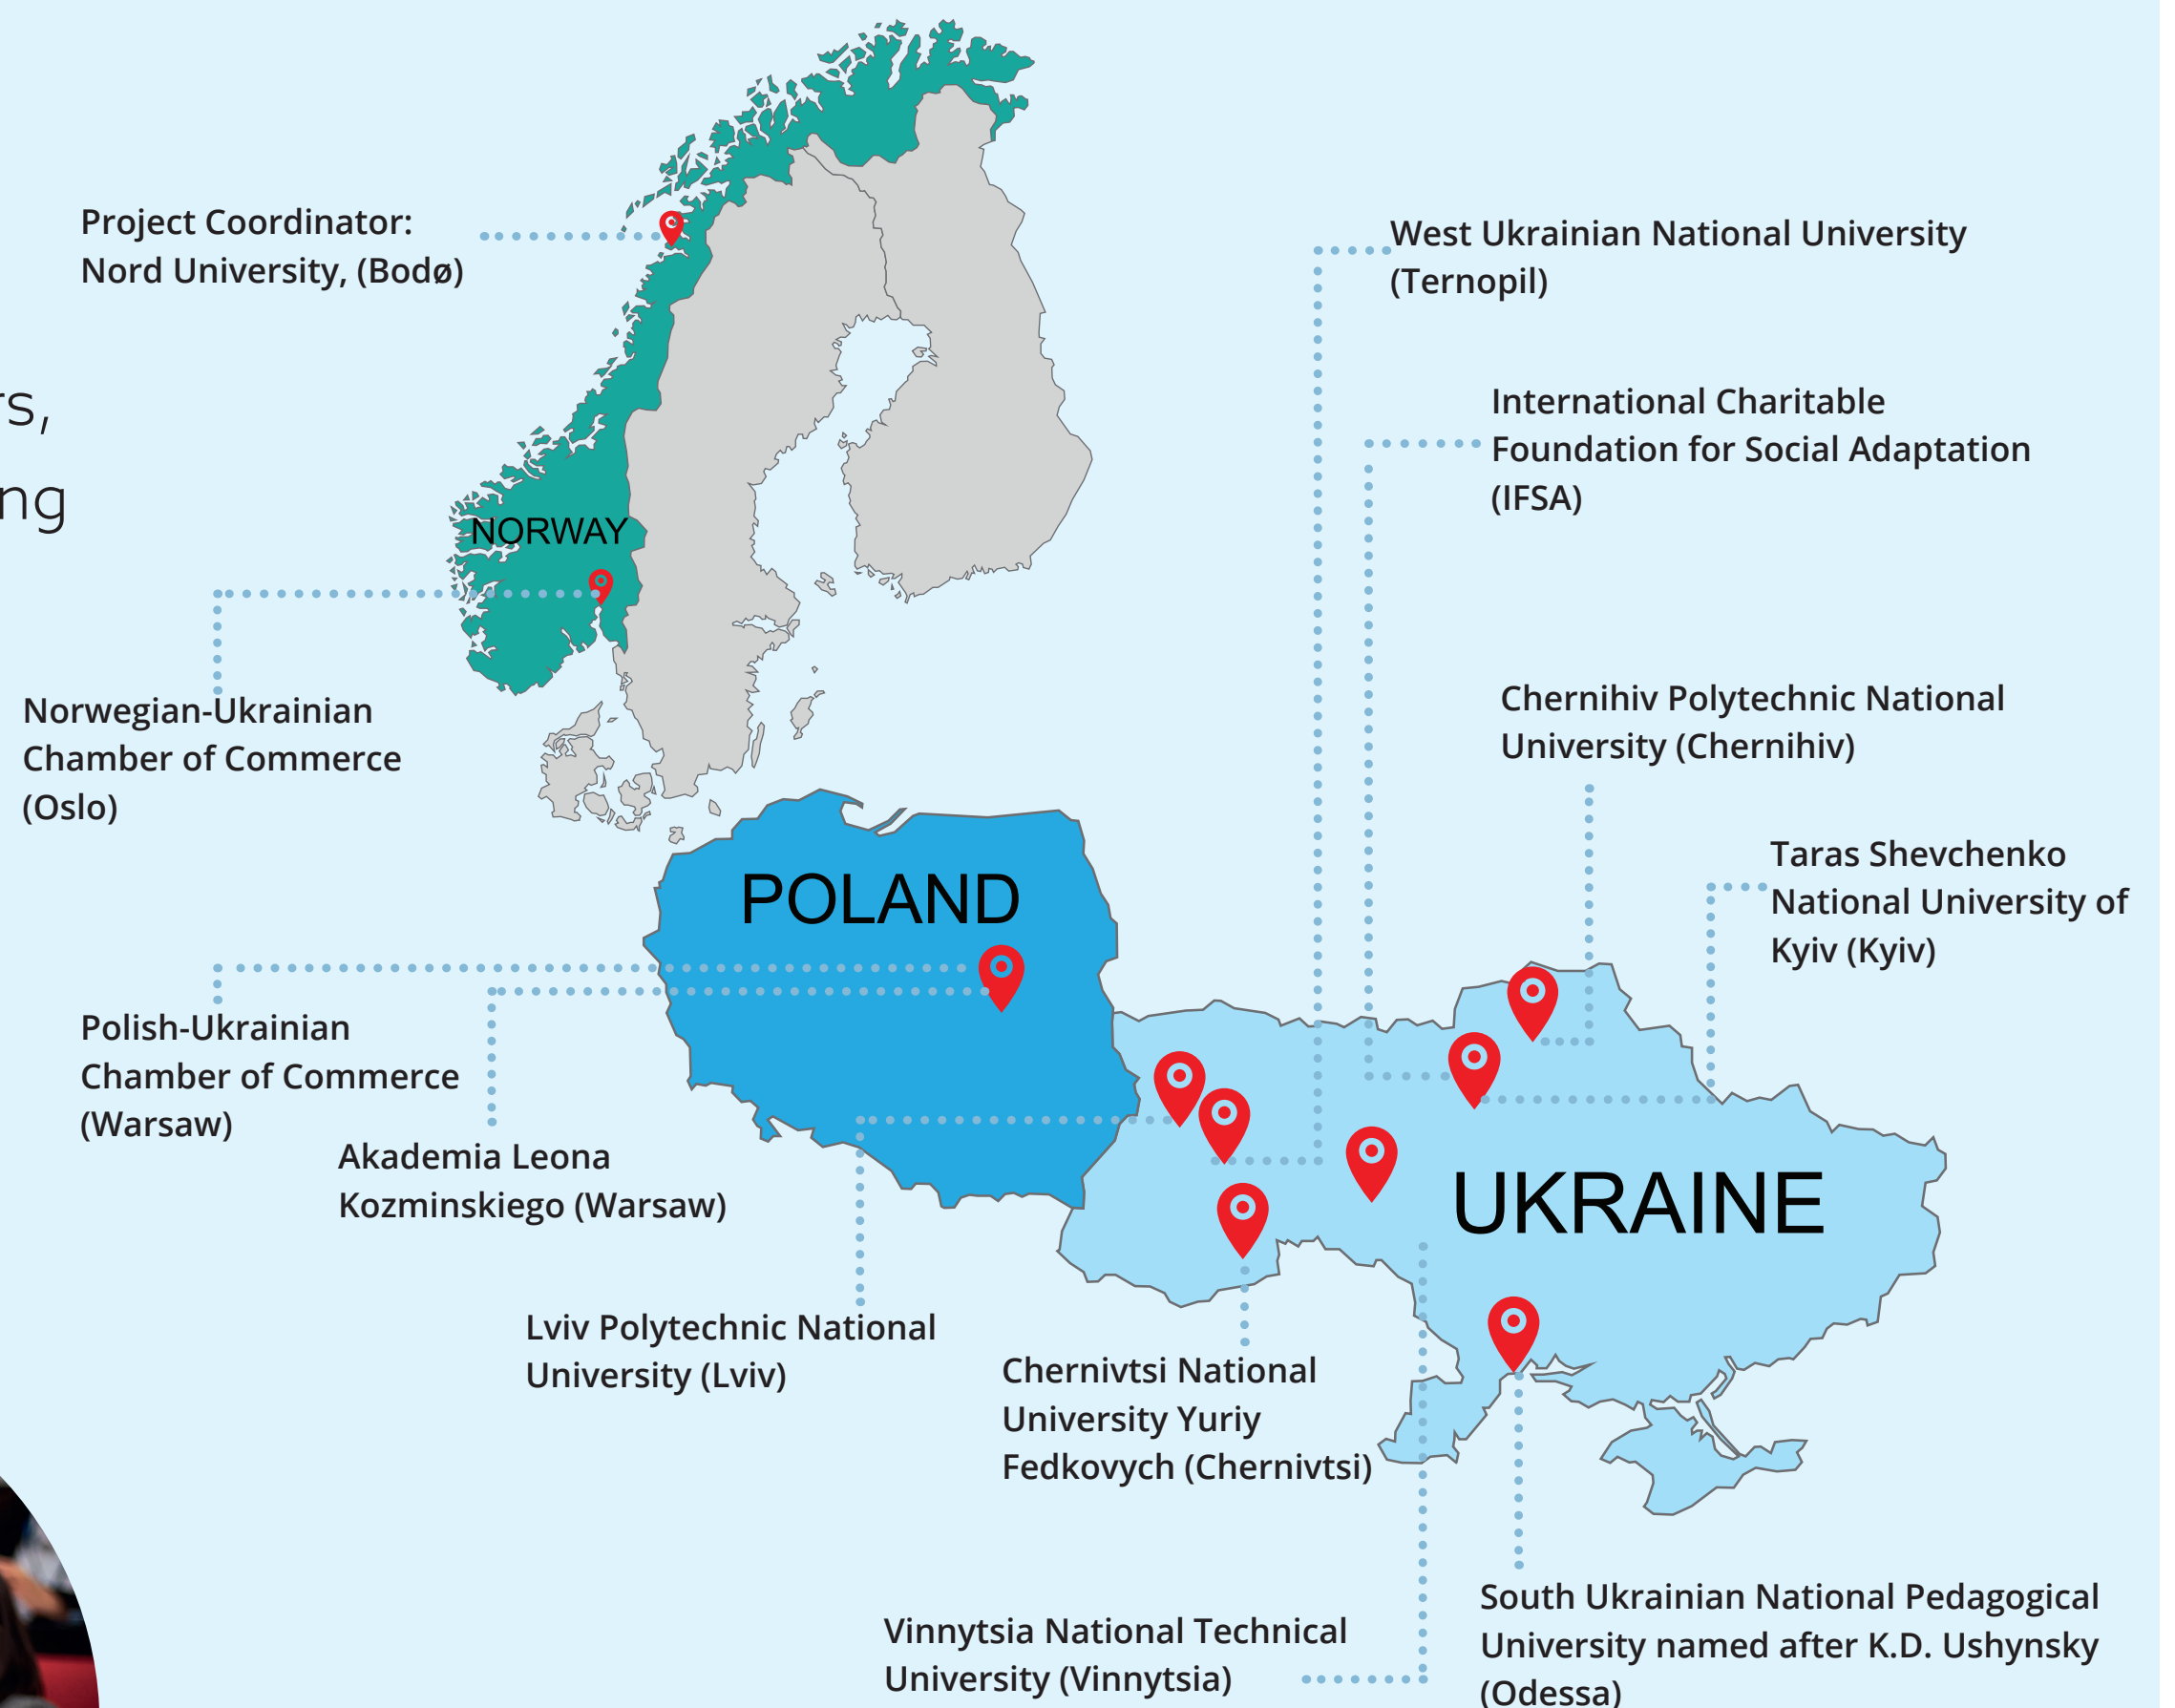 Project Coordinator:
Nord University, (Bodø)
West Ukrainian National University
(Ternopil)
International Charitable
Foundation for Social Adaptation
(IFSA)
NORWAY
Norwegian-Ukrainian
Chamber of Commerce
(Oslo)
Chernihiv Polytechnic National
University (Chernihiv)
Taras Shevchenko
National University of
Kyiv (Kyiv)
POLAND
Polish-Ukrainian
Chamber of Commerce
(Warsaw)
Akademia Leona
Kozminskiego (Warsaw)
UKRAINE
Lviv Polytechnic National
University (Lviv)
Chernivtsi National
University Yuriy
Fedkovych (Chernivtsi)
Vinnytsia National Technical
University (Vinnytsia)
South Ukrainian National Pedagogical
University named after K.D. Ushynsky
(Odessa)